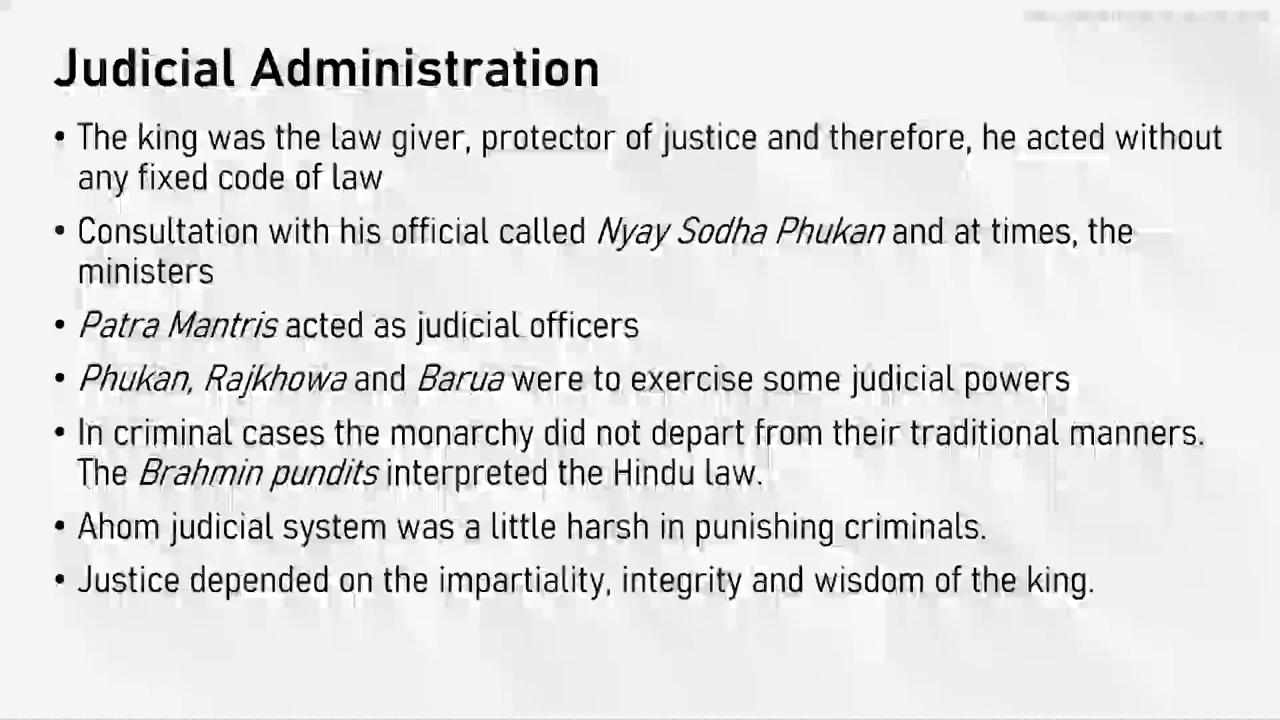 Judicial Administration
• The king was the law giver, protector of justice and therefore, he acted without
any fixed code of law
• Consultation with his official called Nyay Sodha Phukan and at times, the
ministers
• Patra Mantris acted as judicial officers
• Phukan, Rajkhowa and Barua were to exercise some judicial powers
• In criminal cases the monarchy did not depart from their traditional manners.
The Brahmin pundits interpreted the Hindu law.
• Ahom judicial system was a little harsh in punishing criminals.
• Justice depended on the impartiality, integrity and wisdom of the king.